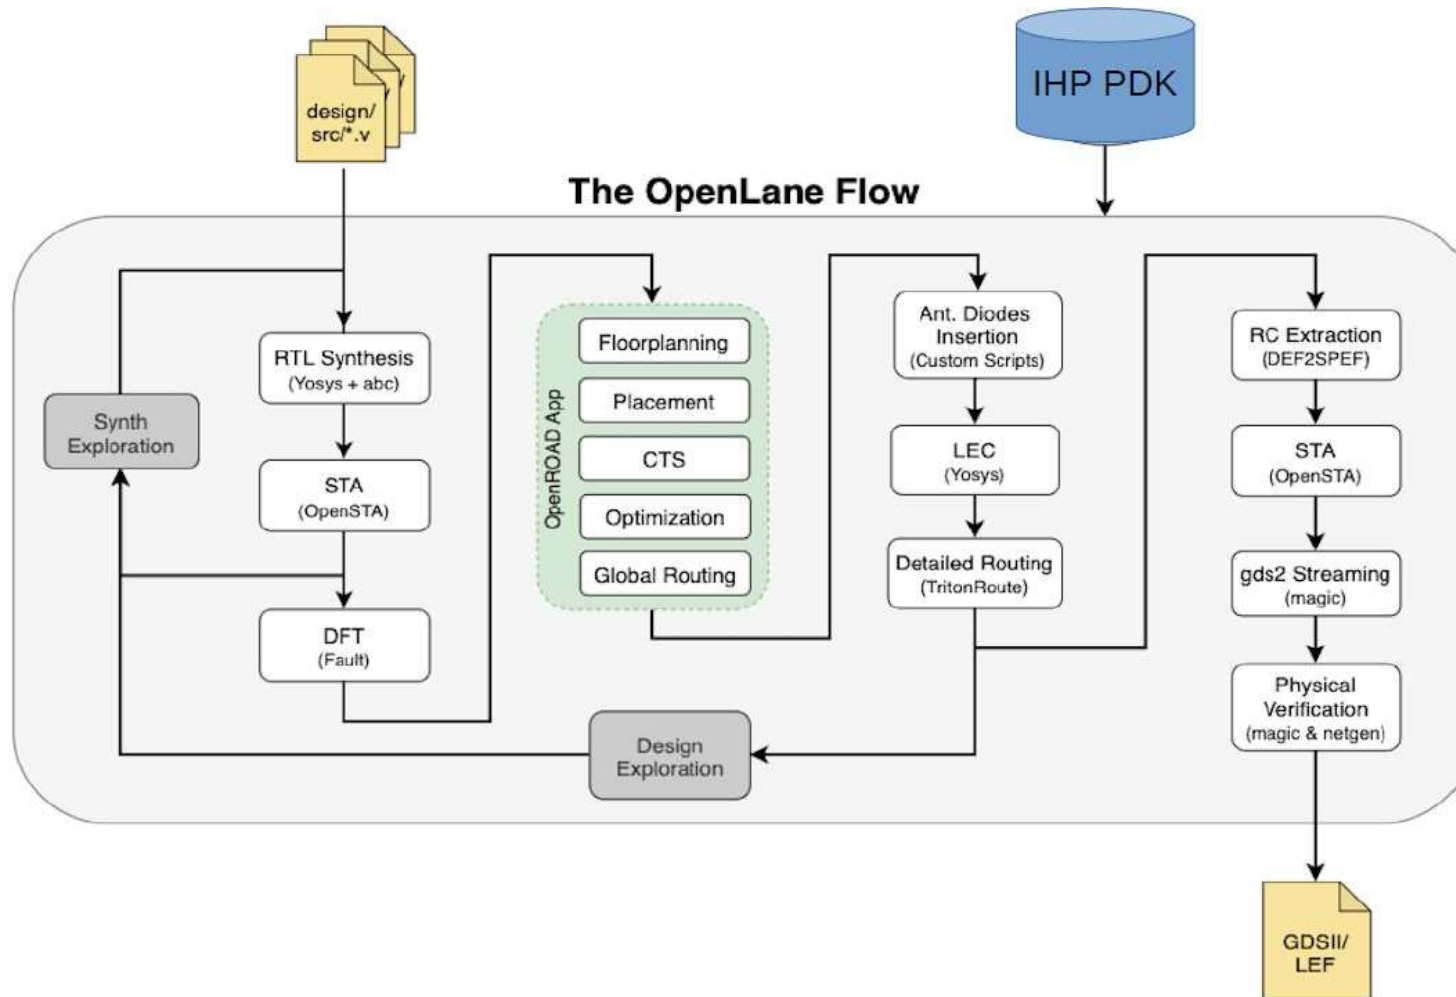 design/
src/*.v
IHP PDK
The OpenLane Flow
RTL Synthesis
(Yosys + abc)
Synth
Exploration
STA
(OpenSTA)
DFT
(Fault)
OpenROAD App
Floorplanning
Placement
CTS
Optimization
Global Routing
Design
Exploration
Ant. Diodes
Insertion
(Custom Scripts)
LEC
(Yosys)
Detailed Routing
(TritonRoute)
RC Extraction
(DEF2SPEF)
STA
(OpenSTA)
gds2 Streaming
(magic)
Physical
Verification
(magic & netgen)
GDSII/
LEF